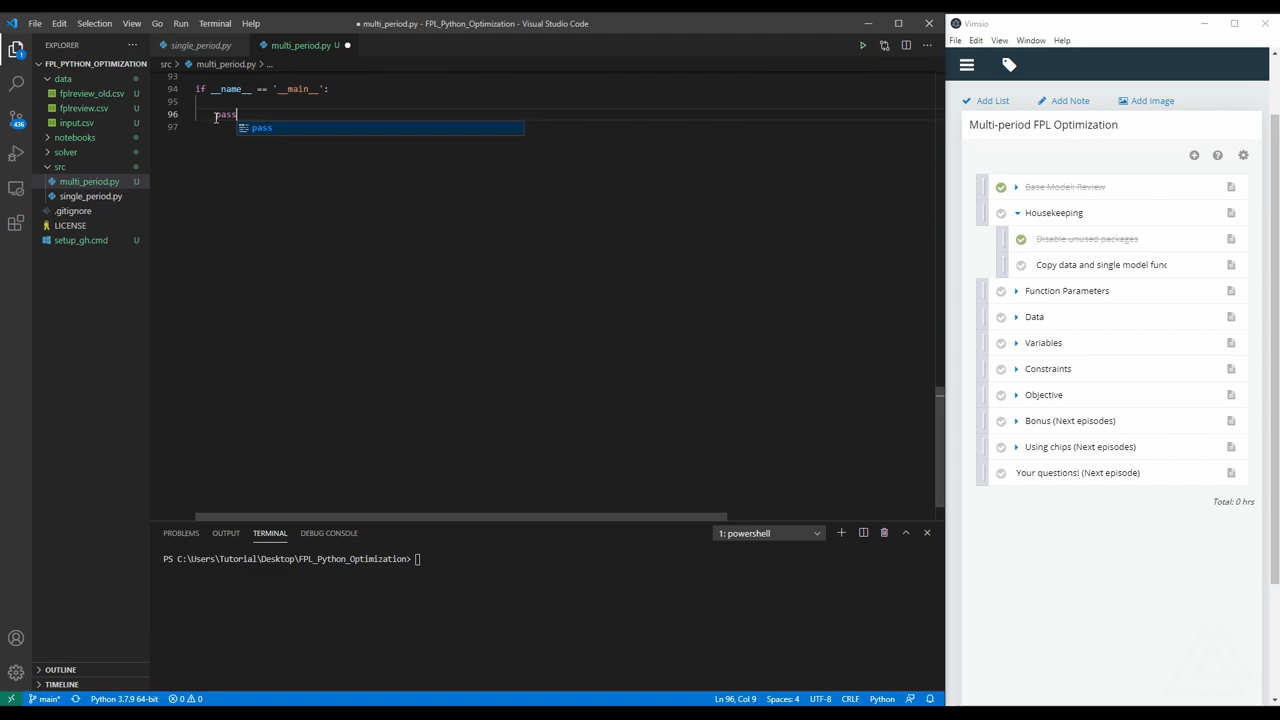 File Edit Selection View Go Run Terminal Help
● multi_period.py - FPL_Python_Optimization - Visual Studio Code
EXPLORER
FPL_PYTHON_OPTIMIZATION
data
fplreview_old.csv U
fplreview.csv U
input.csv U
notebooks
solver
src
multi_period.py U
single_period.py
.gitignore
LICENSE
setup_gh.cmd U
OUTLINE
TIMELINE
1
436
single_period.py
multi_period.py U ●
src > multi_period.py > ...
93
94 if __name__ == '__main__':
95
96 pass
pass
97
PROBLEMS OUTPUT TERMINAL DEBUG CONSOLE
1: powershell
PS C:\Users\Tutorial\Desktop\FPL_Python_Optimization>
main* Python 3.7.9 64-bit 0 0
Ln 96, Col 9 Spaces: 4 UTF-8 CRLF Python
Vimsio
File Edit View Window Help
Add List Add Note Add Image
Multi-period FPL Optimization
Base Model: Review
Housekeeping
Disable unused packages
Copy data and single model func
Function Parameters
Data
Variables
Constraints
Objective
Bonus (Next episodes)
Using chips (Next episodes)
Your questions! (Next episode)
Total: 0 hrs